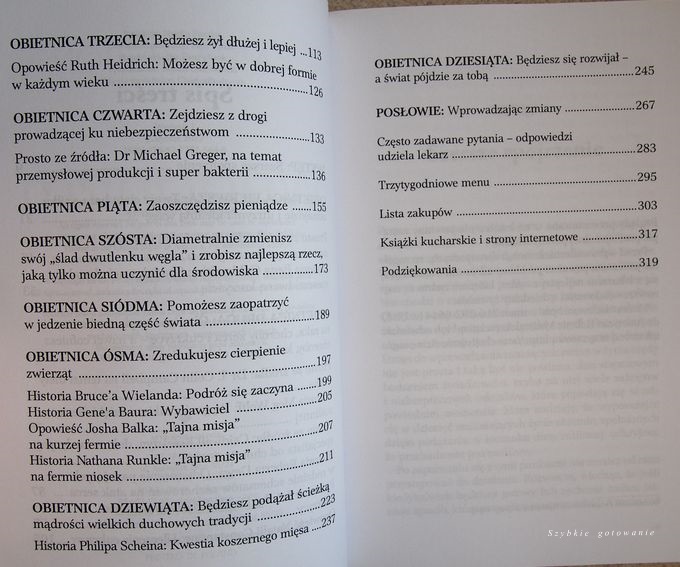 OBIETNICA TRZECIA: Będziesz żył dłużej i lepiej ...113
Opowieść Ruth Heidrich: Możesz być w dobrej formie
w każdym wieku ........................................126
OBIETNICA CZWARTA: Zejdziesz z drogi
prowadzącej ku niebezpieczeństwom ....................133
Prosto ze źródła: Dr Michael Greger, na temat
przemysłowej produkcji i super bakterii ...............136
OBIETNICA PIĄTA: Zaoszczędzisz pieniądze ........155
OBIETNICA SZÓSTA: Diametralnie zmienisz
swój „ślad dwutlenku węgla” i zrobisz najlepszą rzecz,
jaką tylko można uczynić dla środowiska ..............173
OBIETNICA SIÓDMA: Pomożesz zaopatrzyć
w jedzenie biedną część świata ........................189
OBIETNICA ÓSMA: Zredukujesz cierpienie
zwierząt ........................................197
Historia Bruce’a Wielanda: Podróż się zaczyna .......199
Historia Gene'a Baura: Wybawiciel ......................205
Opowieść Josha Balka: „Tajna misja”
na kurzej fermie ........................................207
Historia Nathana Runkle: „Tajna misja”
na fermie niosek ........................................211
OBIETNICA DZIEWIĄTA: Będziesz podążał ścieżką
mądrości wielkich duchowych tradycji ................223
Historia Philipa Scheina: Kwestia koszernego mięsa ....237
OBIETNICA DZIESIĄTA: Będziesz się rozwijał –
a świat pójdzie za tobą ........................................245
POSŁOWIE: Wprowadzając zmiany ....................267
Często zadawane pytania – odpowiedzi
udziela lekarz ........................................283
Trzytygodniowe menu ........................................295
Lista zakupów ........................................303
Książki kucharskie i strony internetowe ................317
Podziękowania ........................................319
Szybkie gotowanie